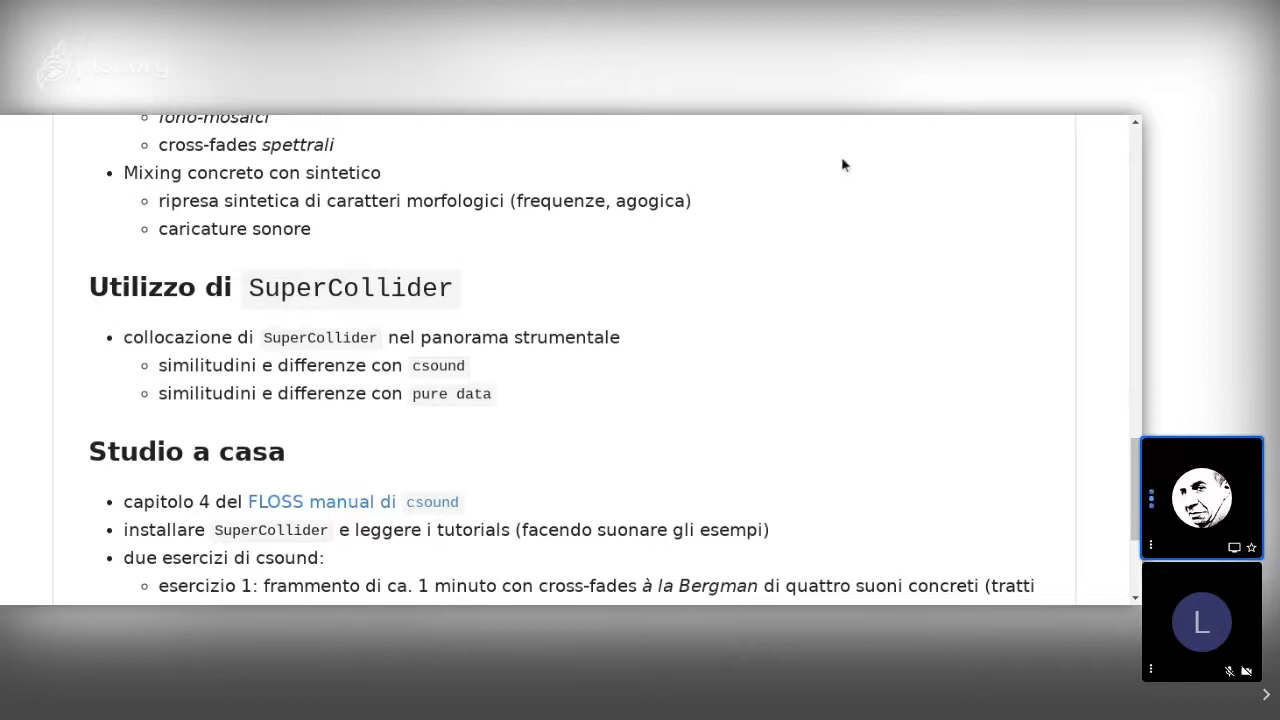 fono-mosaici
cross-fades spettrali
Mixing concreto con sintetico
ripresa sintetica di caratteri morfologici (frequenze, agogica)
caricature sonore
Utilizzo di SuperCollider
collocazione di SuperCollider nel panorama strumentale
similitudini e differenze con csound
similitudini e differenze con pure data
Studio a casa
capitolo 4 del FLOSS manual di csound
installare SuperCollider e leggere i tutorials (facendo suonare gli esempi)
due esercizi di csound:
esercizio 1: frammento di ca. 1 minuto con cross-fades à la Bergman di quattro suoni concreti (tratti
L